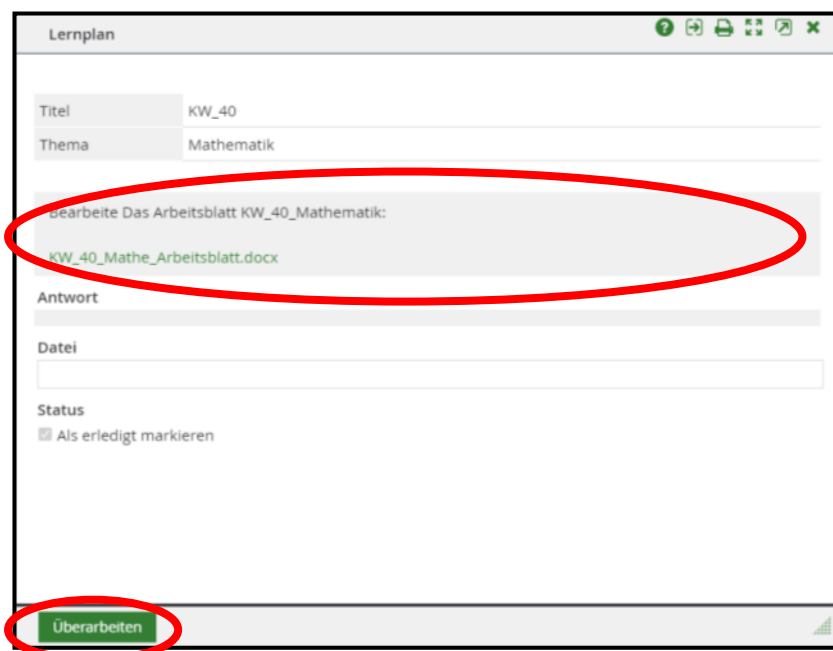 Lernplan
Titel KW_40
Thema Mathematik
Bearbeite Das Arbeitsblatt KW_40_Mathematik:
KW_40_Mathe_Arbeitsblatt.docx
Antwort
Datei
Status
Als erledigt markieren
Überarbeiten